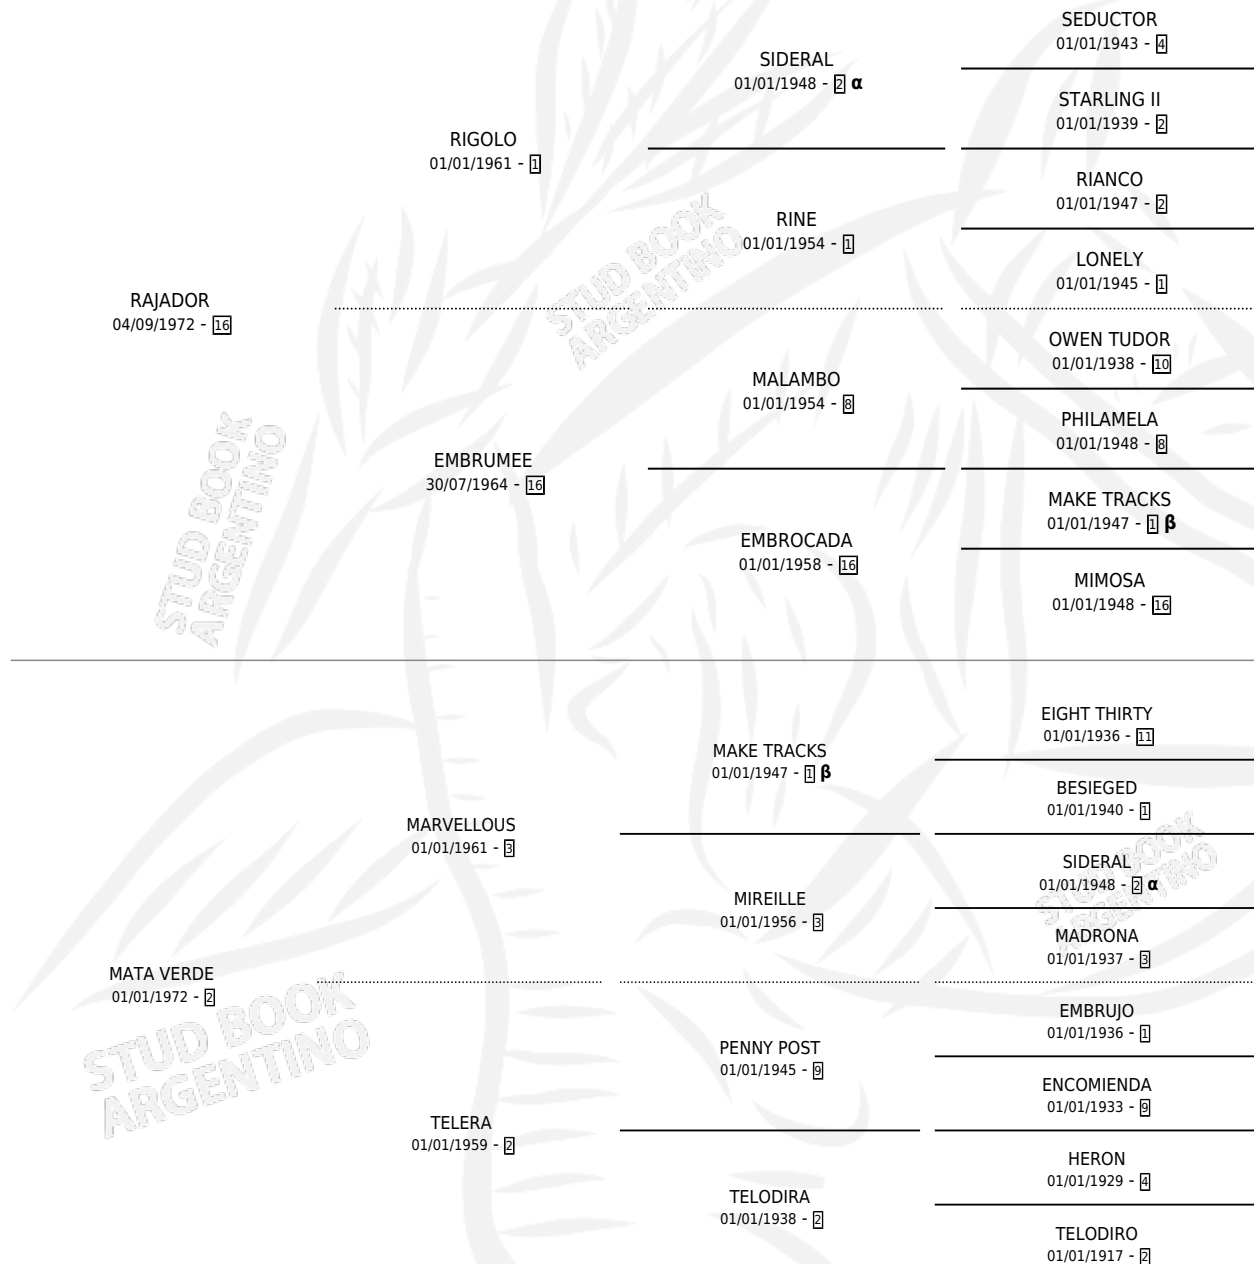 SEDUCTOR
01/01/1943 - 4
SIDERAL
01/01/1948 - 2 α
STARLING II
01/01/1939 - 2
RIGOLO
01/01/1961 - 1
RIANCO
01/01/1947 - 2
RINE
01/01/1954 - 1
LONELY
01/01/1945 - 1
RAJADOR
04/09/1972 - 16
OWEN TUDOR
01/01/1938 - 10
MALAMBO
01/01/1954 - 8
PHILAMELA
01/01/1948 - 8
EMBRUMEE
30/07/1964 - 16
MAKE TRACKS
01/01/1947 - 1 β
EMBROCADA
01/01/1958 - 16
MIMOSA
01/01/1948 - 16
EIGHT THIRTY
01/01/1936 - 11
MAKE TRACKS
01/01/1947 - 1 β
BESIEGED
01/01/1940 - 1
MARVELLOUS
01/01/1961 - 3
SIDERAL
01/01/1948 - 2 α
MIREILLE
01/01/1956 - 3
MADRONA
01/01/1937 - 3
MATA VERDE
01/01/1972 - 2
EMBRUJO
01/01/1936 - 1
PENNY POST
01/01/1945 - 9
ENCOMIENDA
01/01/1933 - 9
TELERA
01/01/1959 - 2
HERON
01/01/1929 - 4
TELODIRA
01/01/1938 - 2
TELODIRO
01/01/1917 - 2
STUD BOOK
ARGENTINO
STUD BOOK
ARGENTINO
STUD BOOK
ARGENTINO
STUD BOOK
ARGENTINO